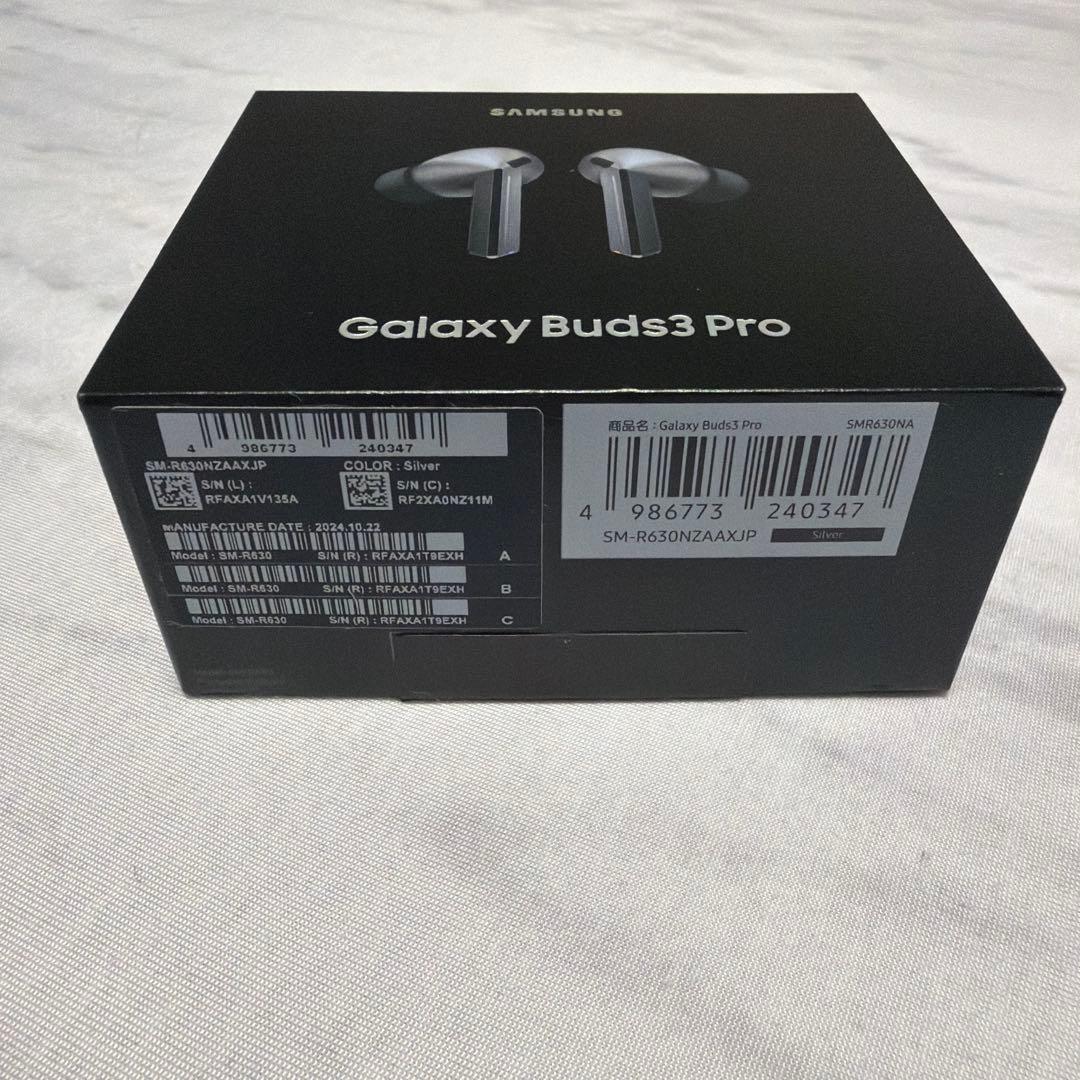 SAMSUNG
Galaxy Buds3 Pro
4 986773 240347
SM-R630NZAAXJP COLOR : Silver
S/N (L) : RFAXA1V135A
S/N (C) : RF2XA0NZ11M
MANUFACTURE DATE : 2024.10.22
Model : SM-R630 S/N (R) : RFAXA1T9EXH A
Model : SM-R630 S/N (R) : RFAXA1T9EXH B
Model : SM-R630 S/N (R) : RFAXA1T9EXH C
商品名 : Galaxy Buds3 Pro SMR630NA
4 986773 240347
SM-R630NZAAXJP Silver